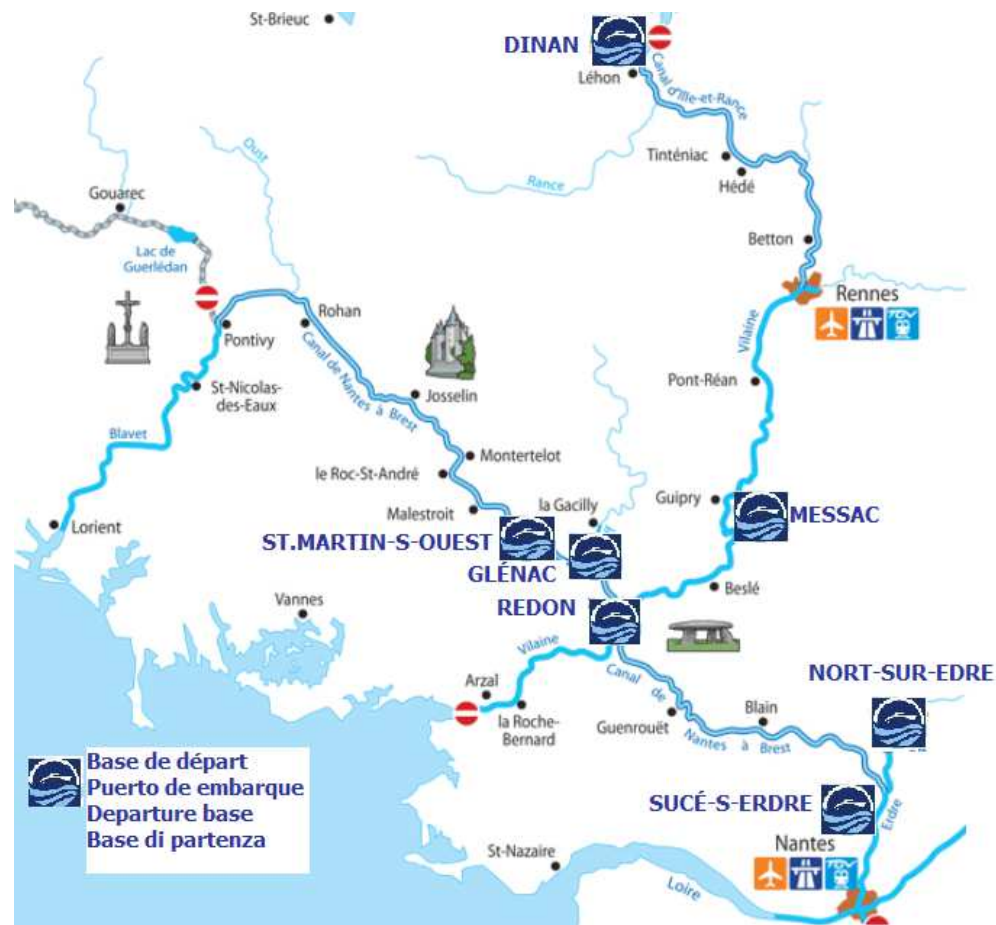 St-Brieuc
DINAN
Léhon
Canal d'Ille-et-Rance
Tinténiac
Hédé
Rance
Oust
Gouarec
Lac de
Guerlédan
Betton
Rennes
TGV
Rohan
Pontivy
Vilaine
Pont-Réan
St-Nicolas-
des-Eaux
Canal de Nantes à Brest
Josselin
Blavet
Montertelot
le Roc-St-André
Malestroit
la Gacilly
Guipry
MESSAC
Lorient
ST.MARTIN-S-OUEST
GLÉNAC
Beslé
REDON
Vannes
Vilaine
Arzal
la Roche-
Bernard
Canal de Nantes à Brest
Guenrouët
Blain
NORT-SUR-EDRE
Base de départ
Puerto de embarque
Departure base
Base di partenza
SUCÉ-S-ERDRE
Erdre
Nantes
TGV
St-Nazaire
Loire